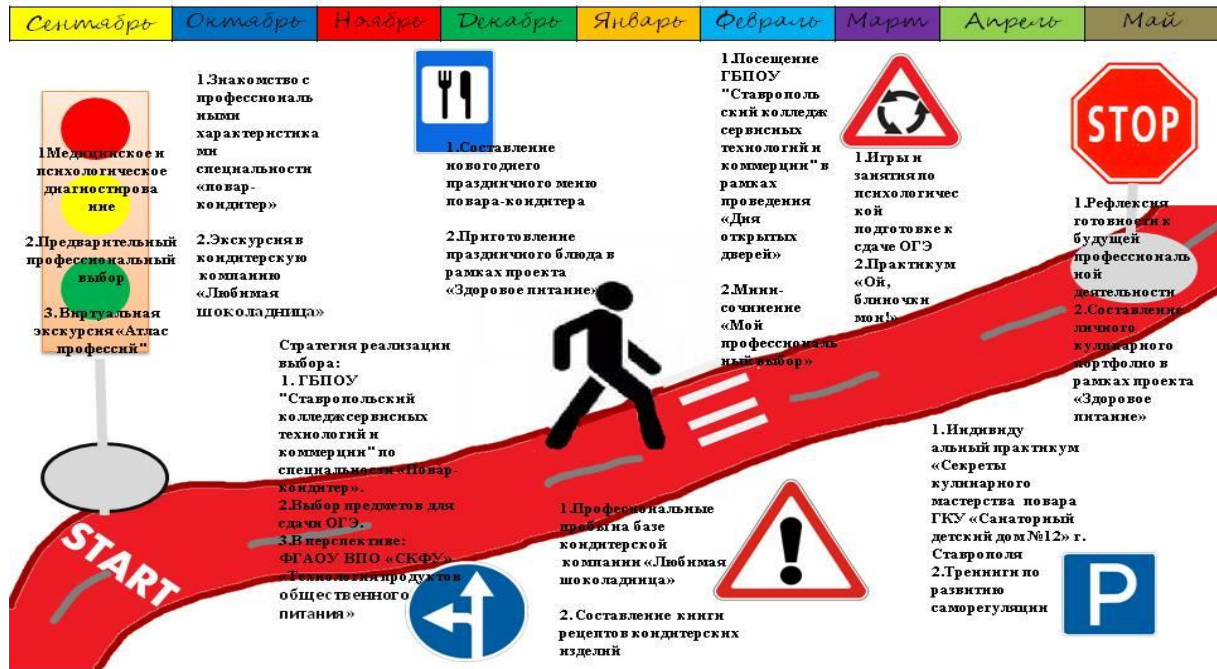 Сентябрь Октябрь Ноябрь Декабрь Январь Февраль Март Апрель Май
1Медицинское и
психологическое
диагностирова
ние
2.Предварительный
профессиональный
выбор
3.Виртуальная
экскурсия «Атлас
профессий"
START
1.Знакомство с
профессиональ
ными
характеристика
ми
специальности
«повар-
кондитер»
2.Экскурсия в
кондитерскую
компанию
«Любимая
шоколадница»
Стратегия реализации
выбора:
1. ГБПОУ
"Ставропольский
колледжсервисных
технологий и
коммерции" по
специальности «Повар-
кондитер».
2.Выбор предметов для
сдачи ОГЭ.
3.В перспективе:
ФГАОУ ВПО «СКФУ»
«Технология продуктов
общественного
питания»
1.Составление
новогоднего
праздничного меню
повара-кондитера
2.Приготовление
праздничного блюда в
рамках проекта
«Здоровое питание»
1.Професиональные
пробы на базе
кондитерской
компании «Любимая
шоколадница»
2.Составление книги
рецептов кондитерских
изделий
1.Посещение
ГБПОУ
"Ставрополь
ский колледж
сервисных
технологий и
коммерции" в
рамках
проведения
«Дня
открытых
дверей»
2.Мини-
сочинение
«Мой
профессиональ
ный выбор»
1.Игры и
занятия по
психологичес
кой
подготовке к
сдаче ОГЭ
2.Практикум
«Ой,
блиночки
мои!»
1.Индивиду
альный практикум
«Секреты
кулинарного
мастерства повара
ГКУ «Санаторный
детский дом №12» г.
Ставрополя
2.Тренинги по
развитию
саморегуляции
P
STOP
1.Рефлексия
готовности к
будущей
профессиональ
ной
деятельности
2.Составление
личного
кулинарного
портфолио в
рамках проекта
«Здоровое
питание»